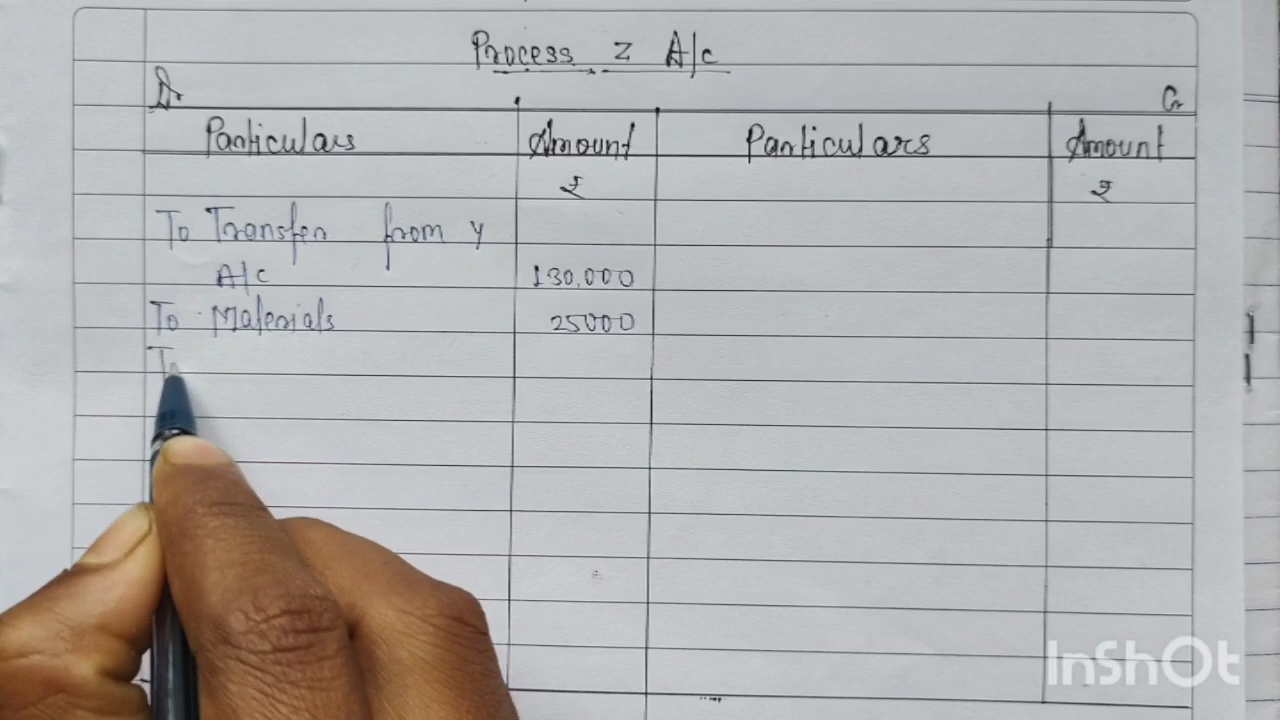 Process Z A/c
Dr Cr
Particulars Amount Particulars Amount
₹ ₹
To Transfer from Y
A/c 130,000
To Materials 25000
To
InShOt